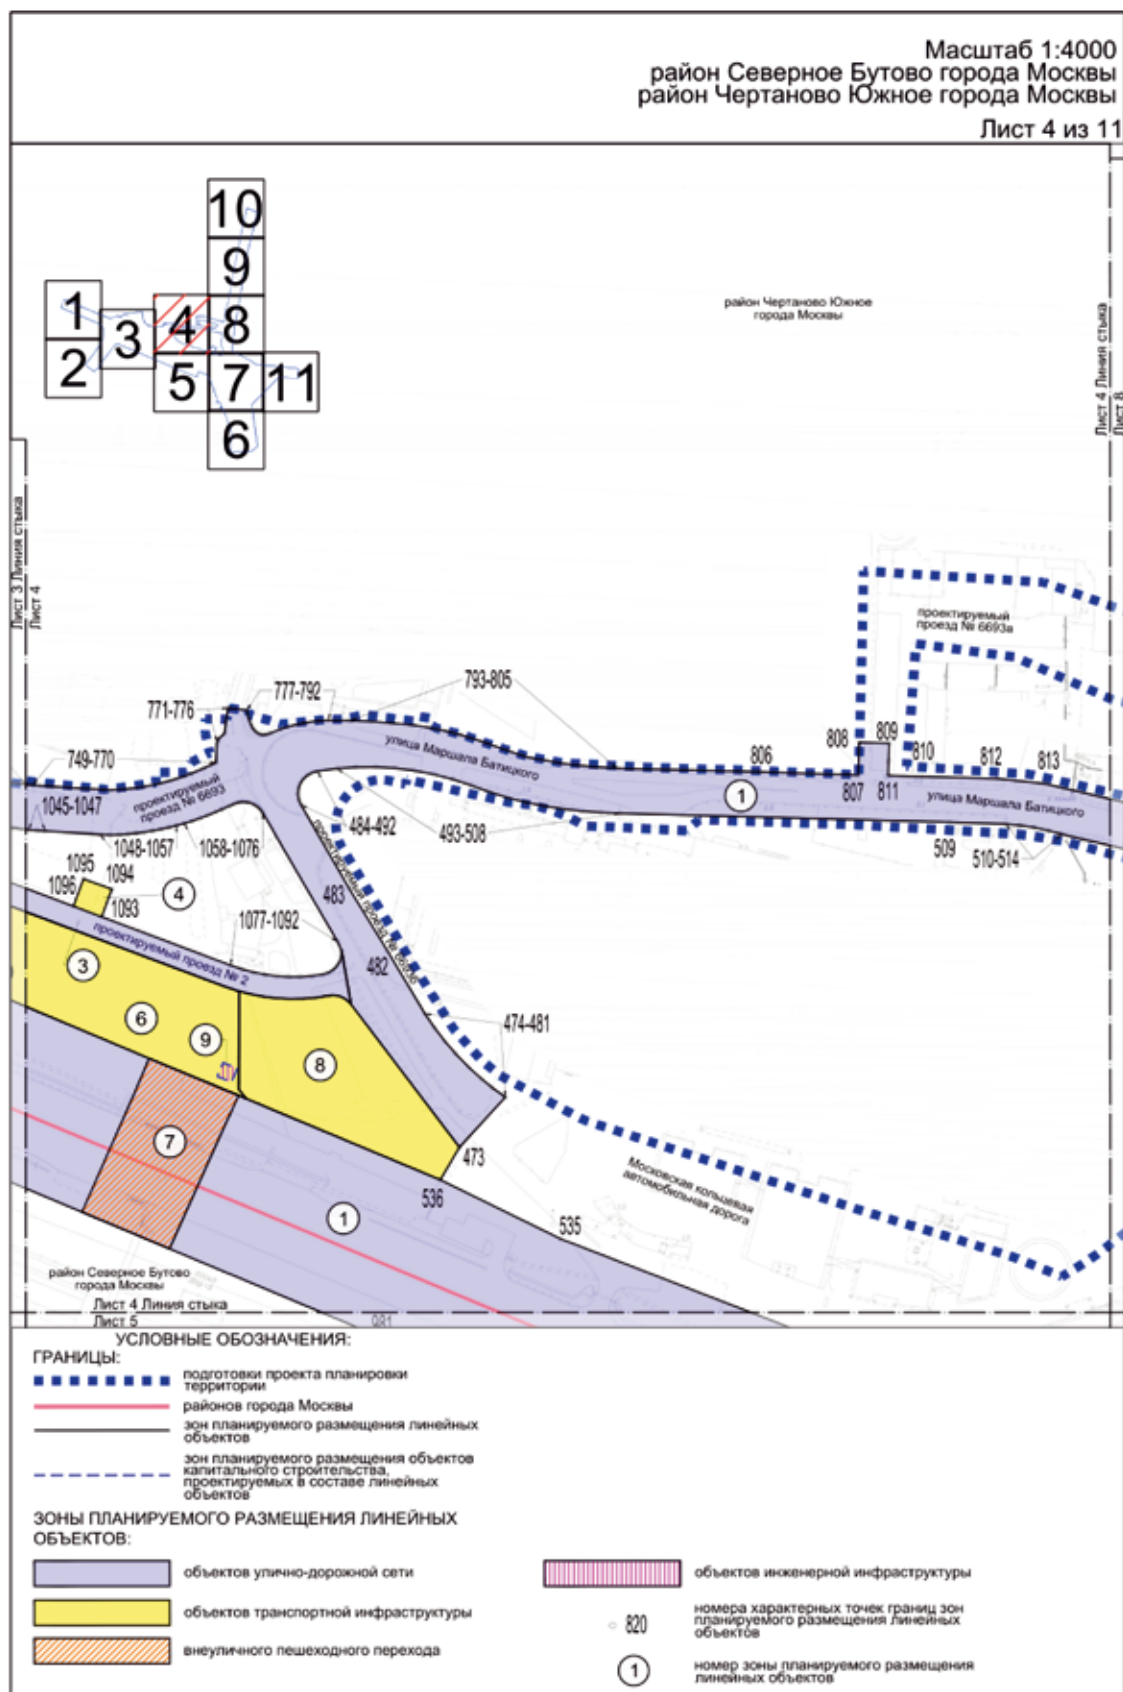 Масштаб 1:4000
район Северное Бутово города Москвы
район Чертаново Южное города Москвы
Лист 4 из 11
10
9
1
4
8
3
2
5
7
11
6
район Чертаново Южное
города Москвы
Лист 4 Линия стыка
Лист 8
Лист 3 Линия стыка
Лист 4
проектируемый
проезд № 6693а
793-805
777-792
771-776
749-770
улица Маршала Батицкого
806
808
809
810
812
813
807
811
1
улица Маршала Батицкого
проектируемый
проезд № 6693
1045-1047
484-492
493-508
509
510-514
1048-1057
1058-1076
1095
1094
1096
1093
4
483
проектируемый проезд № 6693б
1077-1092
482
проектируемый проезд № 2
3
6
9
8
474-481
7
473
536
535
1
Московская кольцевая
автомобильная дорога
район Северное Бутово
города Москвы
Лист 4 Линия стыка
Лист 5
УСЛОВНЫЕ ОБОЗНАЧЕНИЯ:
ГРАНИЦЫ:
подготовки проекта планировки
территории
районов города Москвы
зон планируемого размещения линейных
объектов
зон планируемого размещения объектов
капитального строительства,
проектируемых в составе линейных
объектов
ЗОНЫ ПЛАНИРУЕМОГО РАЗМЕЩЕНИЯ ЛИНЕЙНЫХ
ОБЪЕКТОВ:
объектов улично-дорожной сети
объектов транспортной инфраструктуры
внеуличного пешеходного перехода
объектов инженерной инфраструктуры
820
номера характерных точек границ зон
планируемого размещения линейных
объектов
1
номер зоны планируемого размещения
линейных объектов